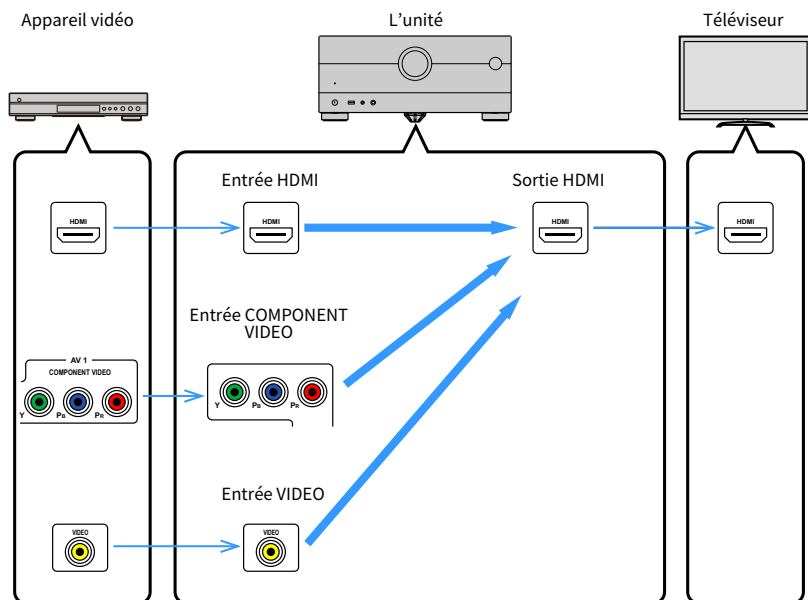 Appareil vidéo
L'unité
Téléviseur
Entrée HDMI
Sortie HDMI
HDMI
HDMI
HDMI
HDMI
Entrée COMPONENT
VIDEO
AV 1
COMPONENT VIDEO
Y PB PR
Y PB PR
Entrée VIDEO
VIDEO
VIDEO